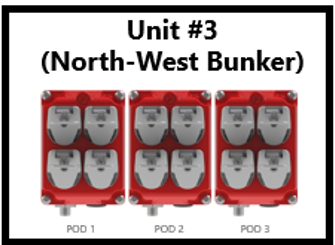 Unit #3
(North-West Bunker)
POD 1 POD 2 POD 3